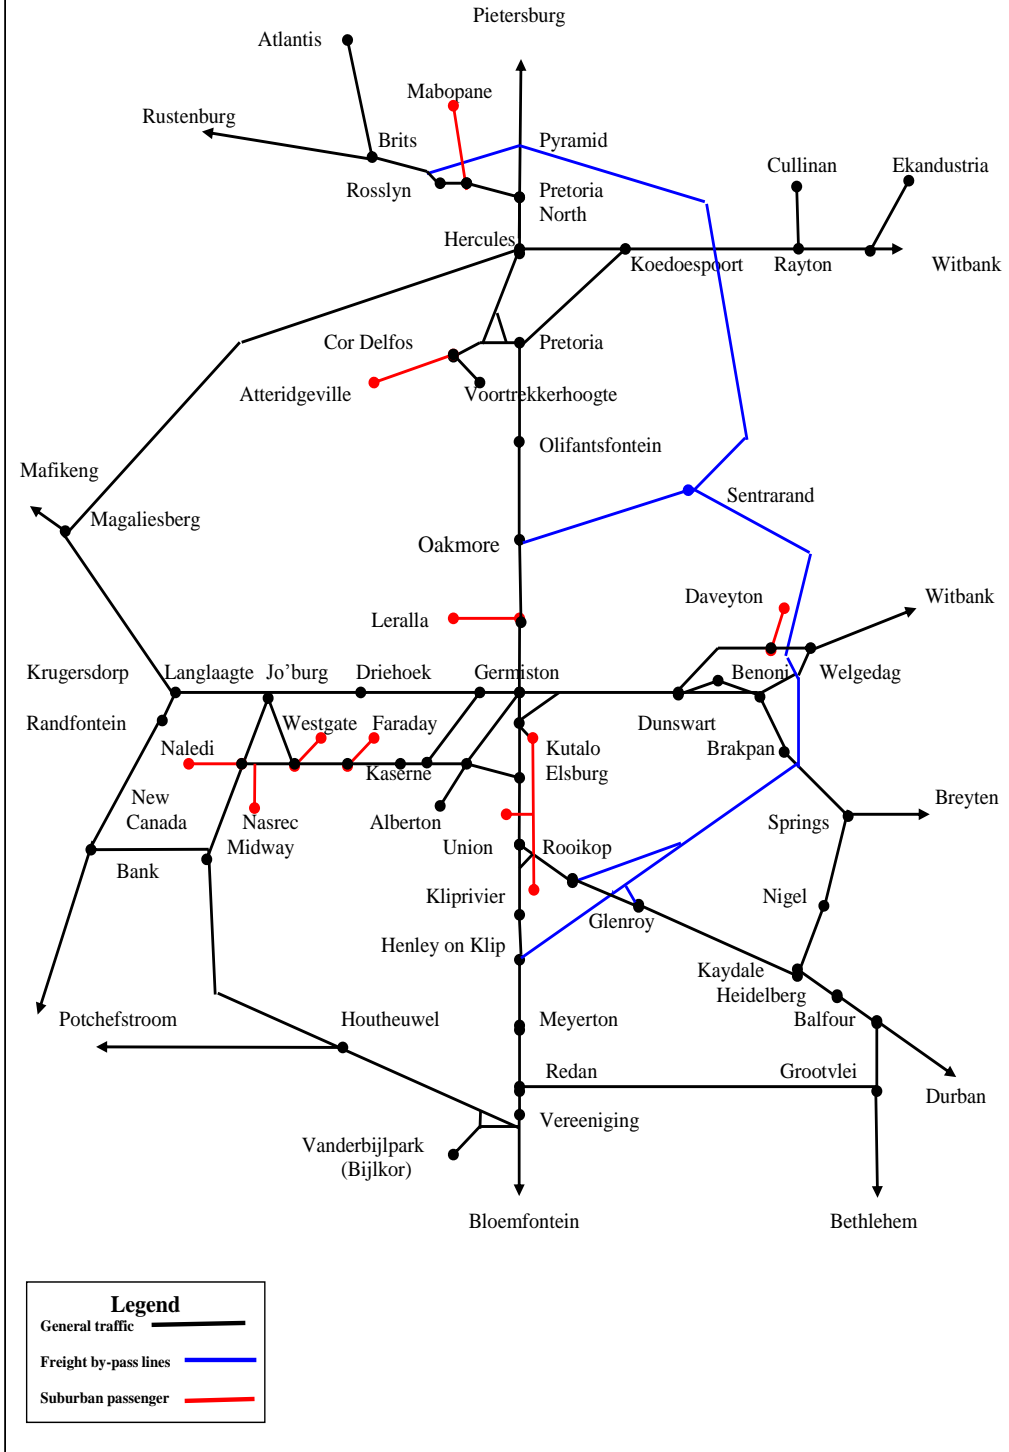 Pietersburg
Atlantis
Mabopane
Rustenburg
Brits
Pyramid
Cullinan
Ekandustria
Rosslyn
Pretoria
North
Hercules
Koedoespoort
Rayton
Witbank
Cor Delfos
Pretoria
Atteridgeville
Voortrekkerhoogte
Olifantsfontein
Mafikeng
Sentrarand
Magaliesberg
Oakmore
Daveyton
Witbank
Leralla
Krugersdorp
Langlaagte
Jo'burg
Driehoek
Germiston
Benoni
Welgedag
Randfontein
Westgate
Faraday
Dunswart
Naledi
Kutalo
Brakpan
Kaserne
Elsburg
New
Canada
Breyten
Nasrec
Alberton
Springs
Midway
Union
Rooikop
Bank
Kliprivier
Nigel
Glenroy
Henley on Klip
Kaydale
Heidelberg
Potchefstroom
Houtheuwel
Meyerton
Balfour
Redan
Grootvlei
Durban
Vereeniging
Vanderbijlpark
(Bijlkor)
Bloemfontein
Bethlehem
Legend
General traffic
Freight by-pass lines
Suburban passenger